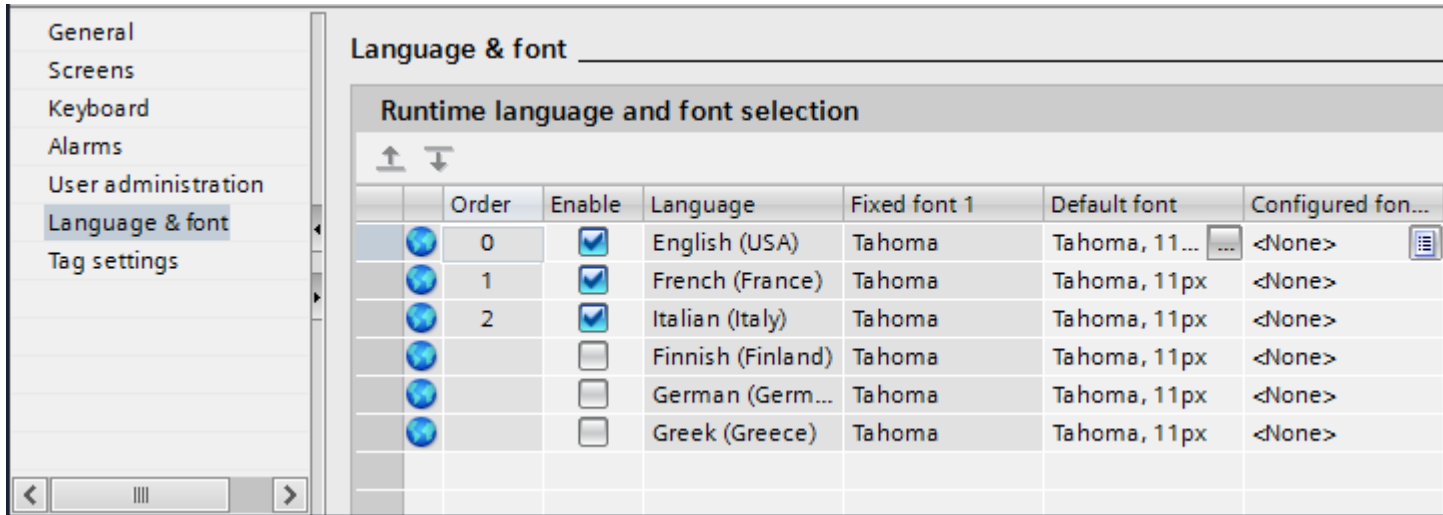 General
Screens
Keyboard
Alarms
User administration
Language & font
Tag settings
Language & font
Runtime language and font selection
Order Enable Language Fixed font 1 Default font Configured fon...
0 English (USA) Tahoma Tahoma, 11... ... <None>
1 French (France) Tahoma Tahoma, 11px <None>
2 Italian (Italy) Tahoma Tahoma, 11px <None>
Finnish (Finland) Tahoma Tahoma, 11px <None>
German (Germ... Tahoma Tahoma, 11px <None>
Greek (Greece) Tahoma Tahoma, 11px <None>